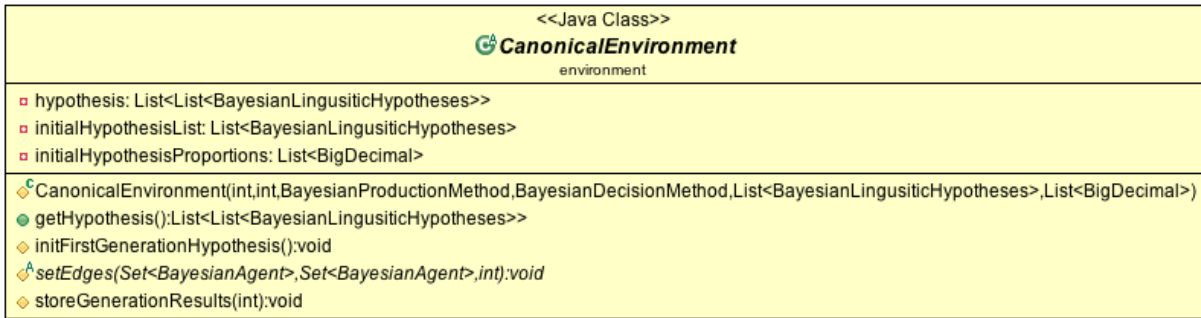 <<Java Class>>
CanonicalEnvironment
environment
hypothesis: List<List<BayesianLingusiticHypotheses>>
initialHypothesisList: List<BayesianLingusiticHypotheses>
initialHypothesisProportions: List<BigDecimal>
CanonicalEnvironment(int,int,BayesianProductionMethod,BayesianDecisionMethod,List<BayesianLingusiticHypotheses>,List<BigDecimal>)
getHypothesis():List<List<BayesianLingusiticHypotheses>>
initFirstGenerationHypothesis():void
setEdges(Set<BayesianAgent>,Set<BayesianAgent>,int):void
storeGenerationResults(int):void